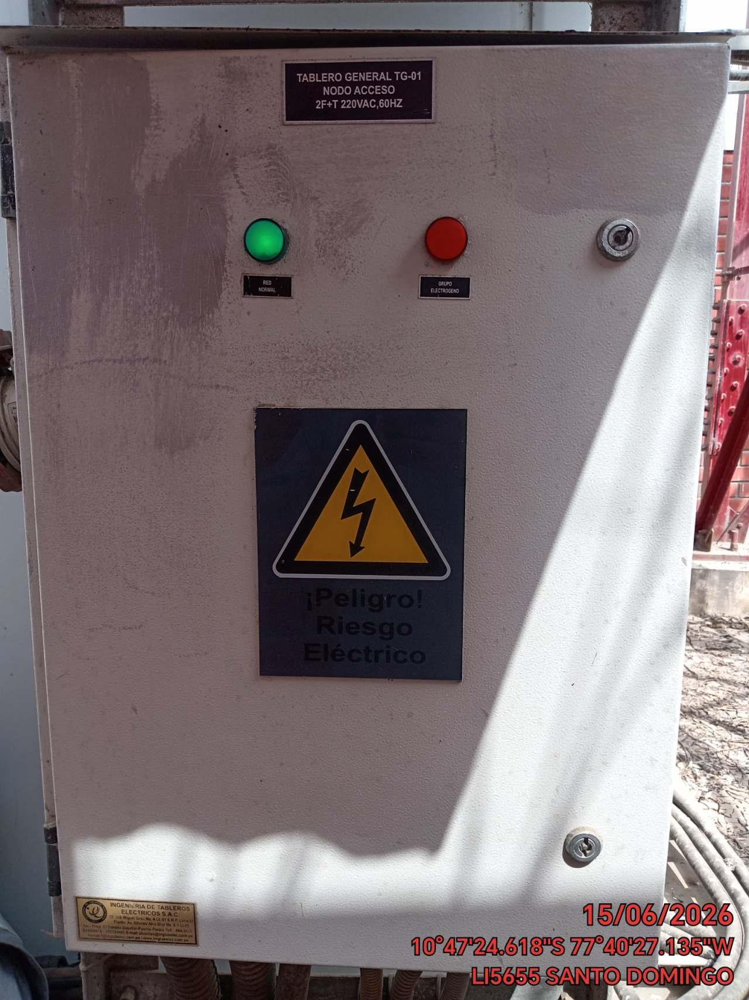 TABLERO GENERAL TG-01
NODO ACCESO
2F+T 220VAC,60HZ
RED
NORMAL
GRUPO
ELECTROGENO
¡Peligro!
Riesgo
Eléctrico
INGENIERIA DE TABLEROS
ELECTRICOS S.A.C.
15/06/2026
10°47'24.618"S 77°40'27.135"W
LI5655 SANTO DOMINGO